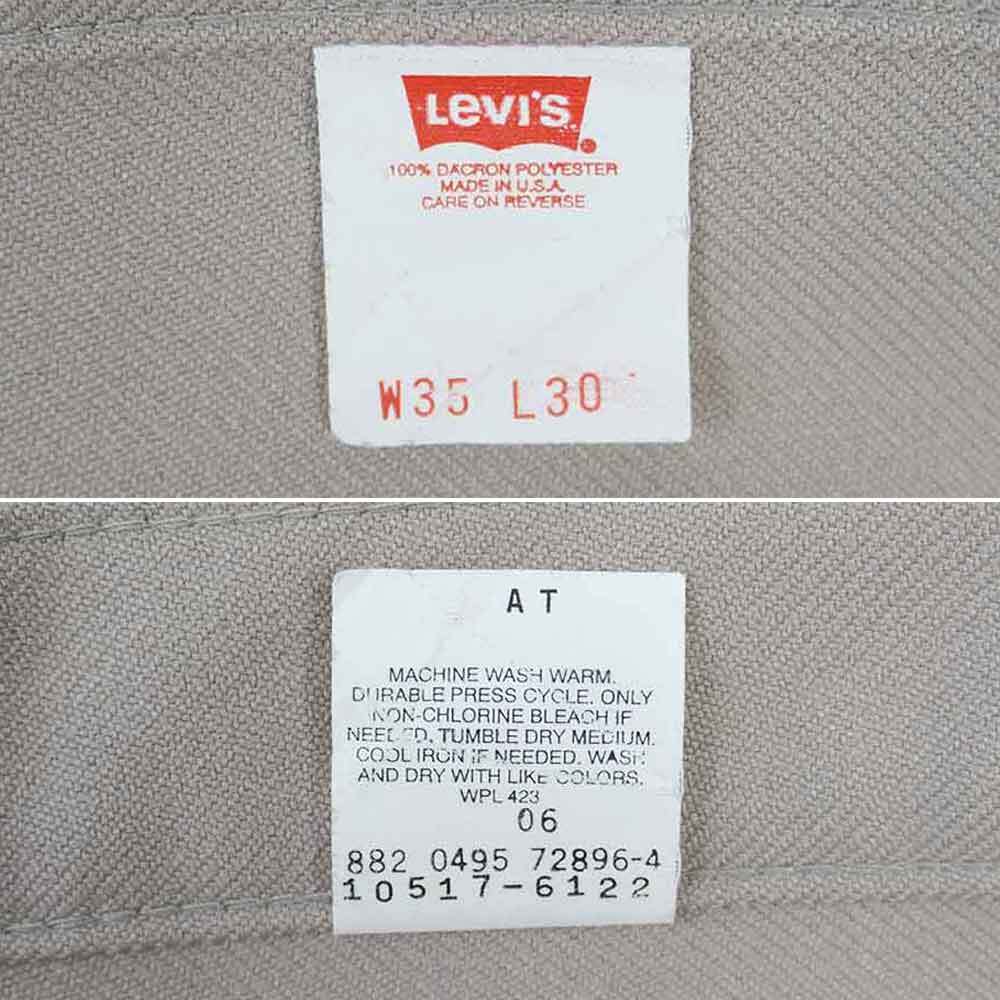 LEVI'S
100% DACRON POLYESTER
MADE IN U.S.A.
CARE ON REVERSE
W35 L30
AT
MACHINE WASH WARM.
DURABLE PRESS CYCLE. ONLY
NON-CHLORINE BLEACH IF
NEEDED. TUMBLE DRY MEDIUM.
COOL IRON IF NEEDED. WASH
AND DRY WITH LIKE COLORS.
WPL 423
06
882 0495 72896-4
10517-6122